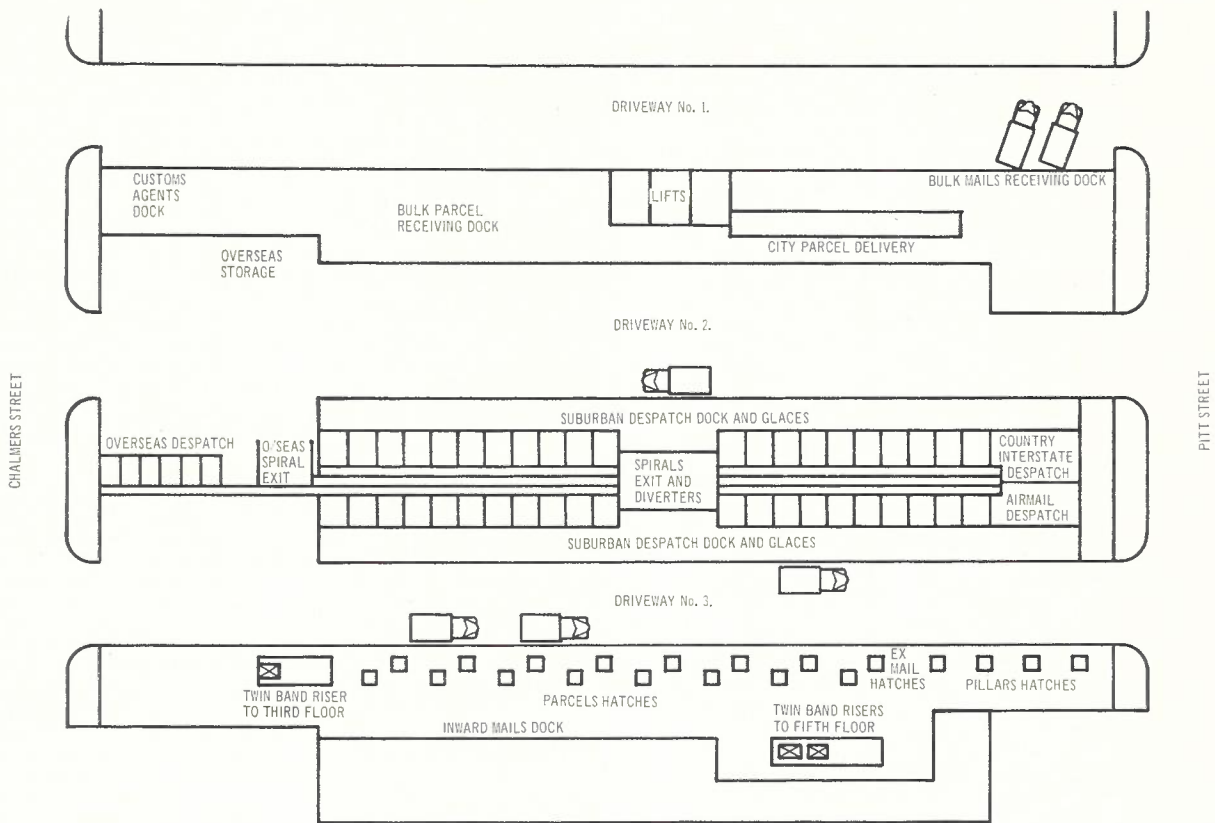 DRIVEWAY No. 1.
CUSTOMS
AGENTS
DOCK
BULK PARCEL
RECEIVING DOCK
LIFTS
BULK MAILS RECEIVING DOCK
CITY PARCEL DELIVERY
OVERSEAS
STORAGE
DRIVEWAY No. 2.
CHALMERS STREET
PITT STREET
SUBURBAN DESPATCH DOCK AND GLACES
OVERSEAS DESPATCH
O/SEAS
SPIRAL
EXIT
SPIRALS
EXIT AND
DIVERTERS
COUNTRY
INTERSTATE
DESPATCH
AIRMAIL
DESPATCH
SUBURBAN DESPATCH DOCK AND GLACES
DRIVEWAY No. 3.
TWIN BAND RISER
TO THIRD FLOOR
PARCELS HATCHES
EX
MAIL
HATCHES
PILLARS HATCHES
INWARD MAILS DOCK
TWIN BAND RISERS
TO FIFTH FLOOR